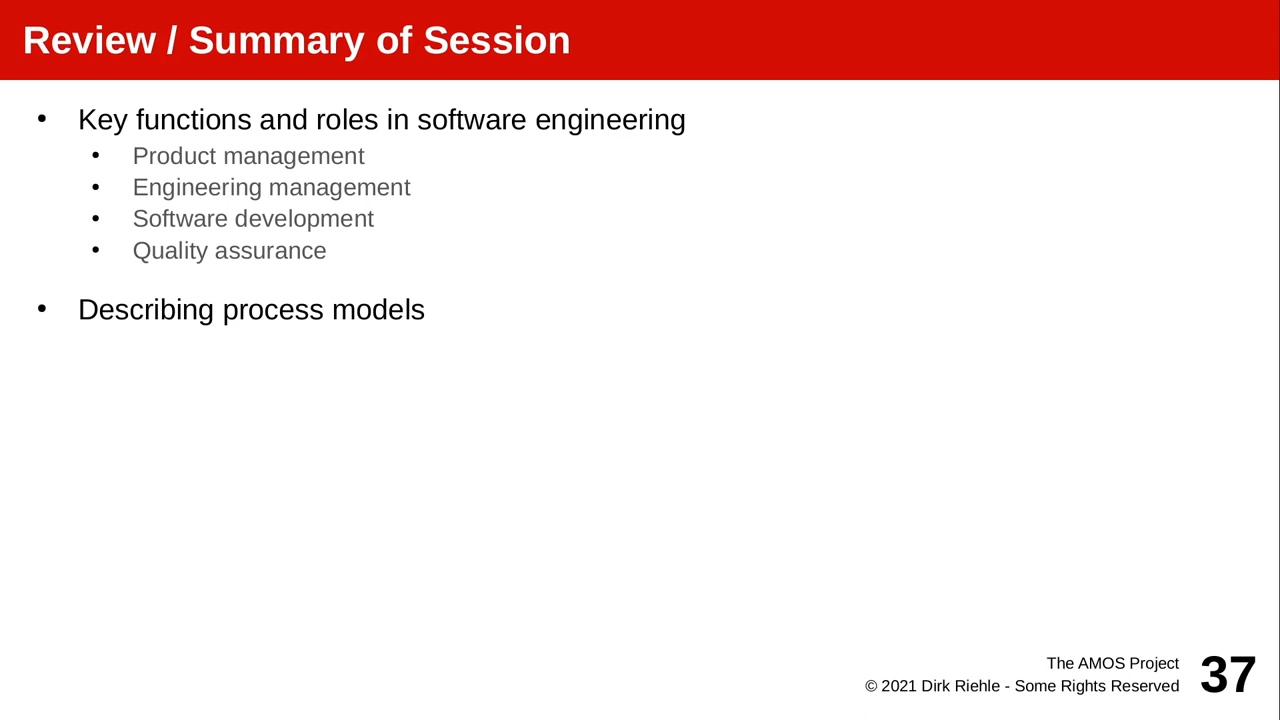 Review / Summary of Session
• Key functions and roles in software engineering
• Product management
• Engineering management
• Software development
• Quality assurance
• Describing process models
The AMOS Project
© 2021 Dirk Riehle - Some Rights Reserved
37